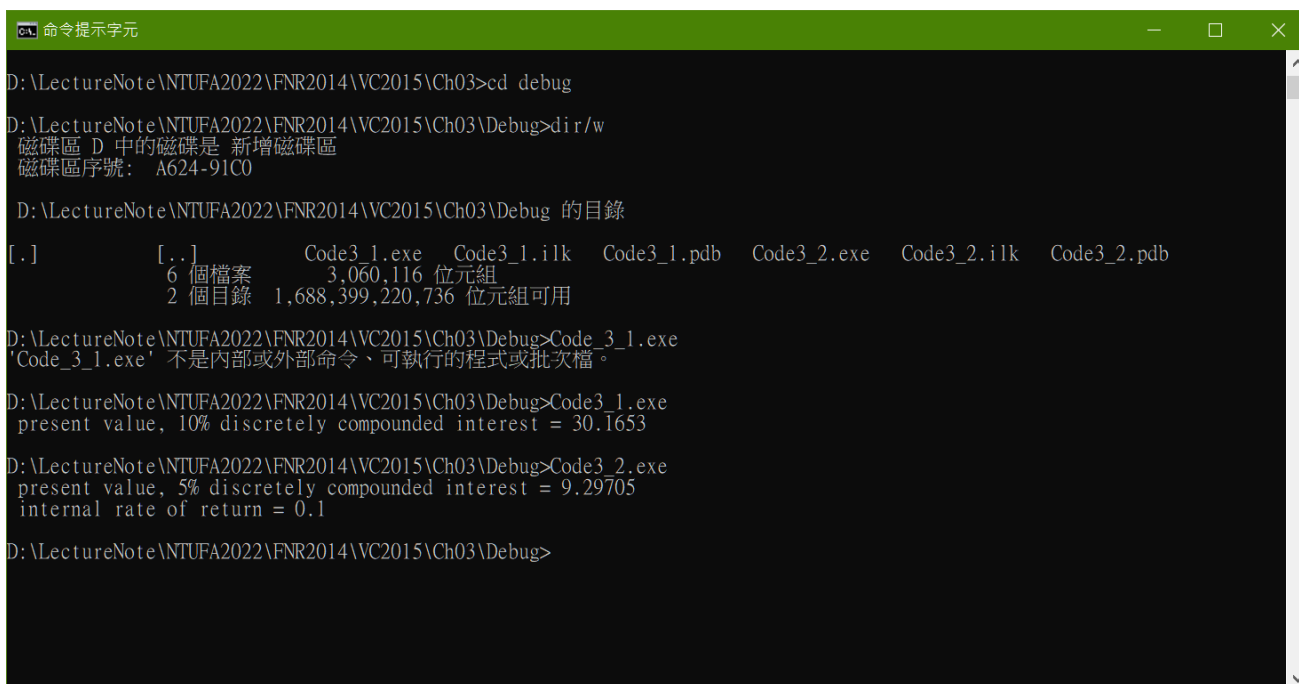 命令提示字元
D:\LectureNote\NTUFA2022\FNR2014\VC2015\Ch03>cd debug
D:\LectureNote\NTUFA2022\FNR2014\VC2015\Ch03\Debug>dir/w
磁碟區 D 中的磁碟是 新增磁碟區
磁碟區序號:  A624-91C0
D:\LectureNote\NTUFA2022\FNR2014\VC2015\Ch03\Debug 的目錄
[.] [..] Code3_1.exe Code3_1.ilk Code3_1.pdb Code3_2.exe Code3_2.ilk Code3_2.pdb
6 個檔案 3,060,116 位元組
2 個目錄 1,688,399,220,736 位元組可用
D:\LectureNote\NTUFA2022\FNR2014\VC2015\Ch03\Debug>Code_3_1.exe
'Code_3_1.exe' 不是內部或外部命令、可執行的程式或批次檔。
D:\LectureNote\NTUFA2022\FNR2014\VC2015\Ch03\Debug>Code3_1.exe
present value, 10% discretely compounded interest = 30.1653
D:\LectureNote\NTUFA2022\FNR2014\VC2015\Ch03\Debug>Code3_2.exe
present value, 5% discretely compounded interest = 9.29705
internal rate of return = 0.1
D:\LectureNote\NTUFA2022\FNR2014\VC2015\Ch03\Debug>